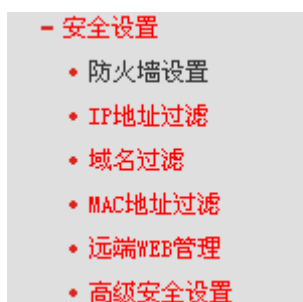 - 安全设置
• 防火墙设置
• IP地址过滤
• 域名过滤
• MAC地址过滤
• 远端WEB管理
• 高级安全设置